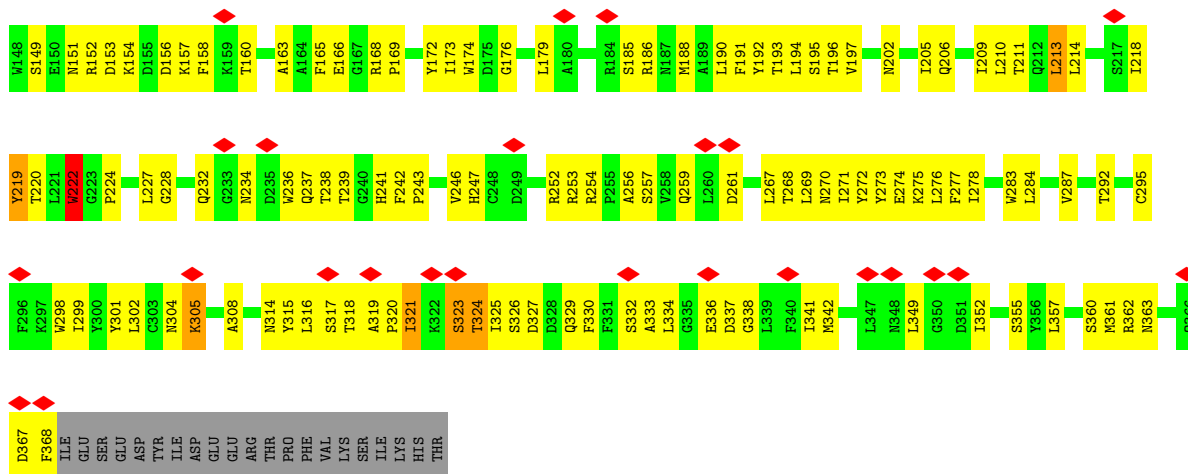 W148 S149 E150 N151 R152 D153 K154 D155 D156 K157 F158 K159 T160 A163 A164 F165 E166 G167 R168 P169 Y172 I173 W174 D175 G176 L179 A180 R184 S185 R186 N187 M188 A189 L190 F191 Y192 T193 L194 S195 T196 V197 N202 I205 Q206 I209 L210 T211 Q212 L213 L214 S217 I218
Y219 T220 L221 W222 G223 P224 L227 G228 Q232 G233 N234 D235 W236 Q237 T238 T239 G240 H241 F242 P243 V246 H247 C248 D249 R252 R253 R254 P255 A256 S257 V258 Q259 L260 D261 L267 T268 L269 N270 I271 Y272 Y273 E274 K275 L276 F277 I278 W283 L284 V287 T292 C295
F296 K297 W298 I299 Y300 Y301 L302 C303 N304 K305 A308 N314 Y315 L316 S317 T318 A319 P320 I321 K322 S323 T324 I325 S326 D327 D328 Q329 F330 F331 S332 A333 L334 G335 E336 D337 G338 L339 F340 I341 M342 L347 N348 L349 G350 D351 I352 S355 Y356 L357 S360 M361 R362 N363
D367 F368 ILE GLU SER GLU ASP TYR ILE ASP GLU GLU ARG THR PRO PHE VAL LYS SER ILE LYS HIS THR